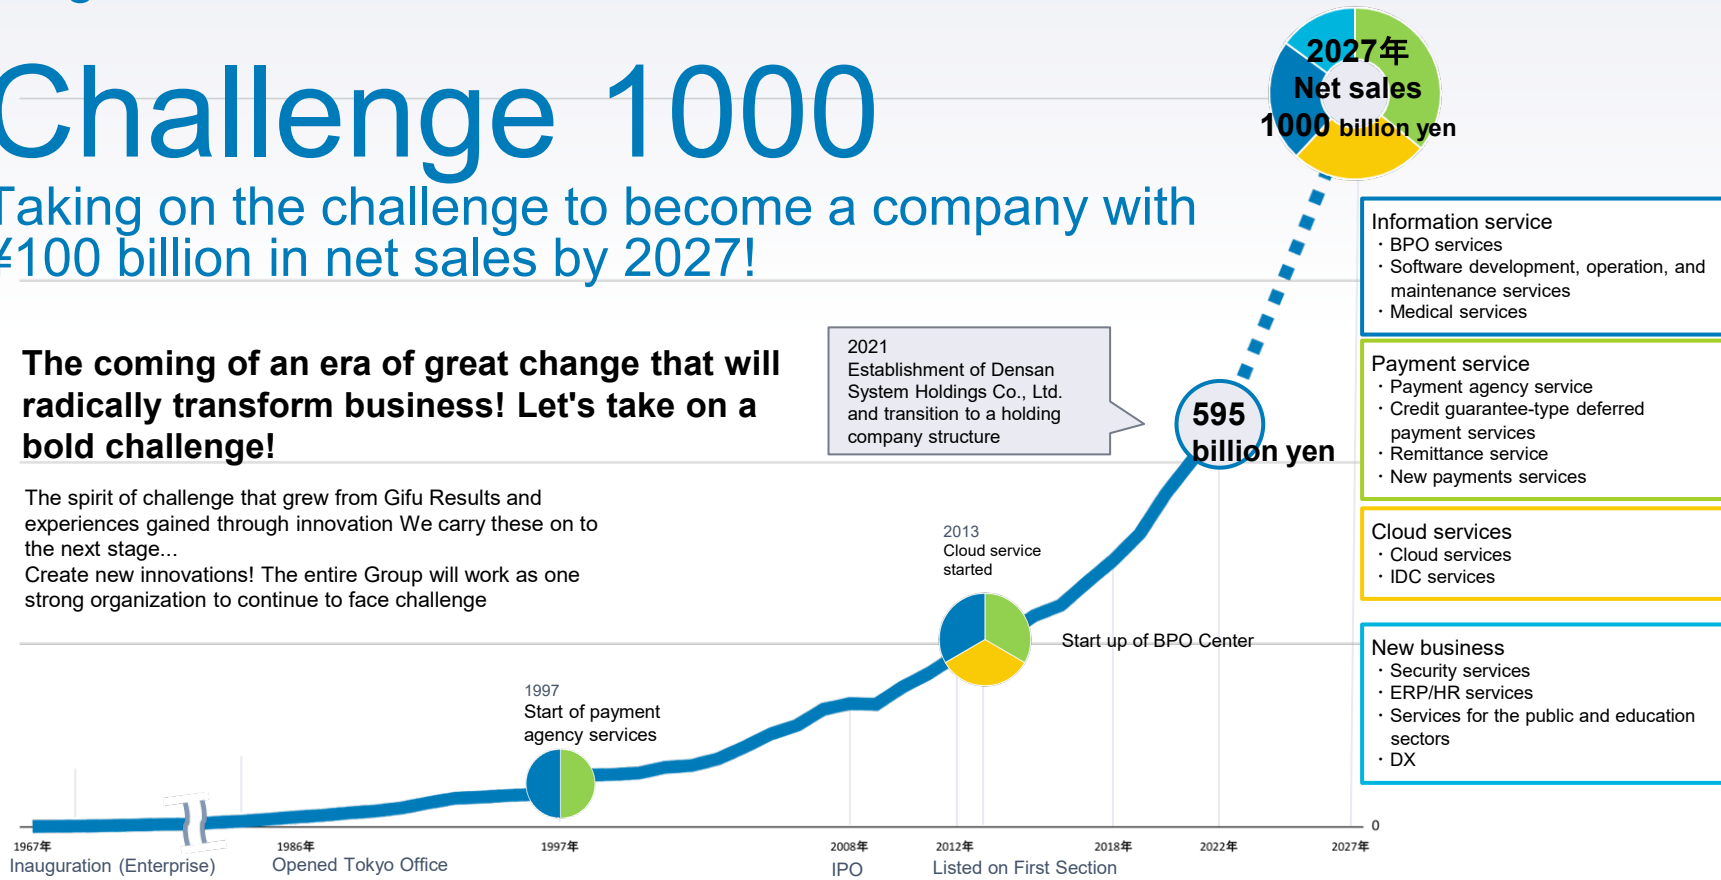 Challenge 1000
Taking on the challenge to become a company with
¥100 billion in net sales by 2027!
2027年
Net sales
1000 billion yen
The coming of an era of great change that will
radically transform business! Let's take on a
bold challenge!
The spirit of challenge that grew from Gifu Results and
experiences gained through innovation We carry these on to
the next stage...
Create new innovations! The entire Group will work as one
strong organization to continue to face challenge
2021
Establishment of Densan
System Holdings Co., Ltd.
and transition to a holding
company structure
595
billion yen
2013
Cloud service
started
Start up of BPO Center
1997
Start of payment
agency services
Information service
・BPO services
・Software development, operation, and
maintenance services
・Medical services
Payment service
・Payment agency service
・Credit guarantee-type deferred
payment services
・Remittance service
・New payments services
Cloud services
・Cloud services
・IDC services
New business
・Security services
・ERP/HR services
・Services for the public and education
sectors
・DX
0
1967年
1986年
1997年
2008年
2012年
2018年
2022年
2027年
Inauguration (Enterprise)
Opened Tokyo Office
IPO
Listed on First Section